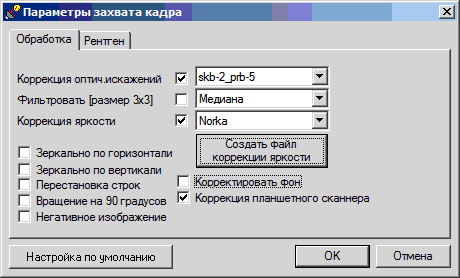 Параметры захвата кадра
Обработка
Рентген
Коррекция оптич.искажений
skb-2_prb-5
Фильтровать [размер 3x3]
Медиана
Коррекция яркости
Norka
Создать файл
коррекции яркости
Зеркально по горизонтали
Зеркально по вертикали
Перестановка строк
Вращение на 90 градусов
Негативное изображение
Корректировать фон
Коррекция планшетного сканнера
Настройка по умолчанию
OK
Отмена